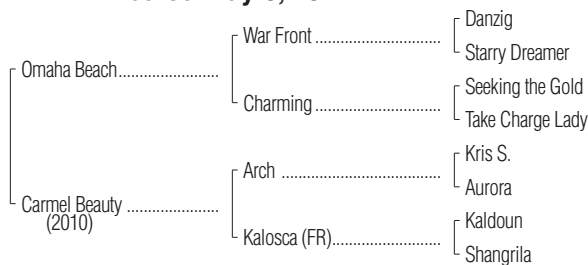 Danzig
War Front ..............................
Starry Dreamer
Omaha Beach.........................
Seeking the Gold
Charming ................................
Take Charge Lady
Kris S.
Arch ........................................
Aurora
Carmel Beauty .......................
(2010)
Kaldoun
Kalosca (FR)...........................
Shangrila